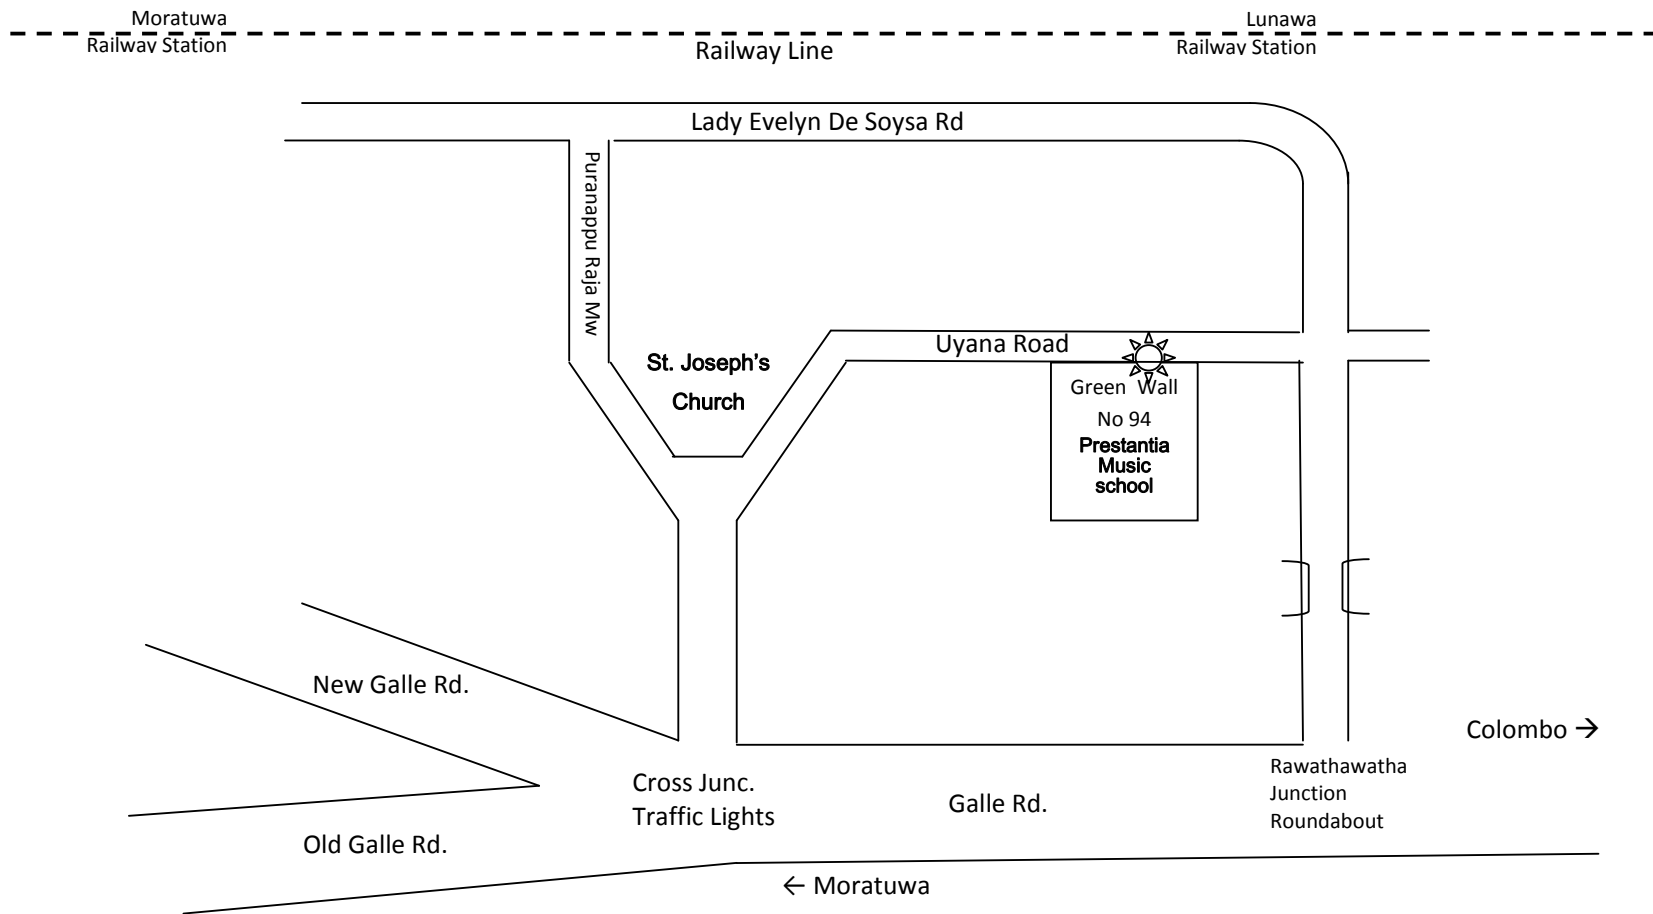 Moratuwa
Railway Station
Lunawa
Railway Station
Railway Line
Lady Evelyn De Soysa Rd
Puranappu Raja Mw
Uyana Road
St. Joseph's
Church
Green Wall
No 94
Prestantia
Music
school
New Galle Rd.
Colombo →
Cross Junc.
Traffic Lights
Galle Rd.
Rawathawatha
Junction
Roundabout
Old Galle Rd.
← Moratuwa